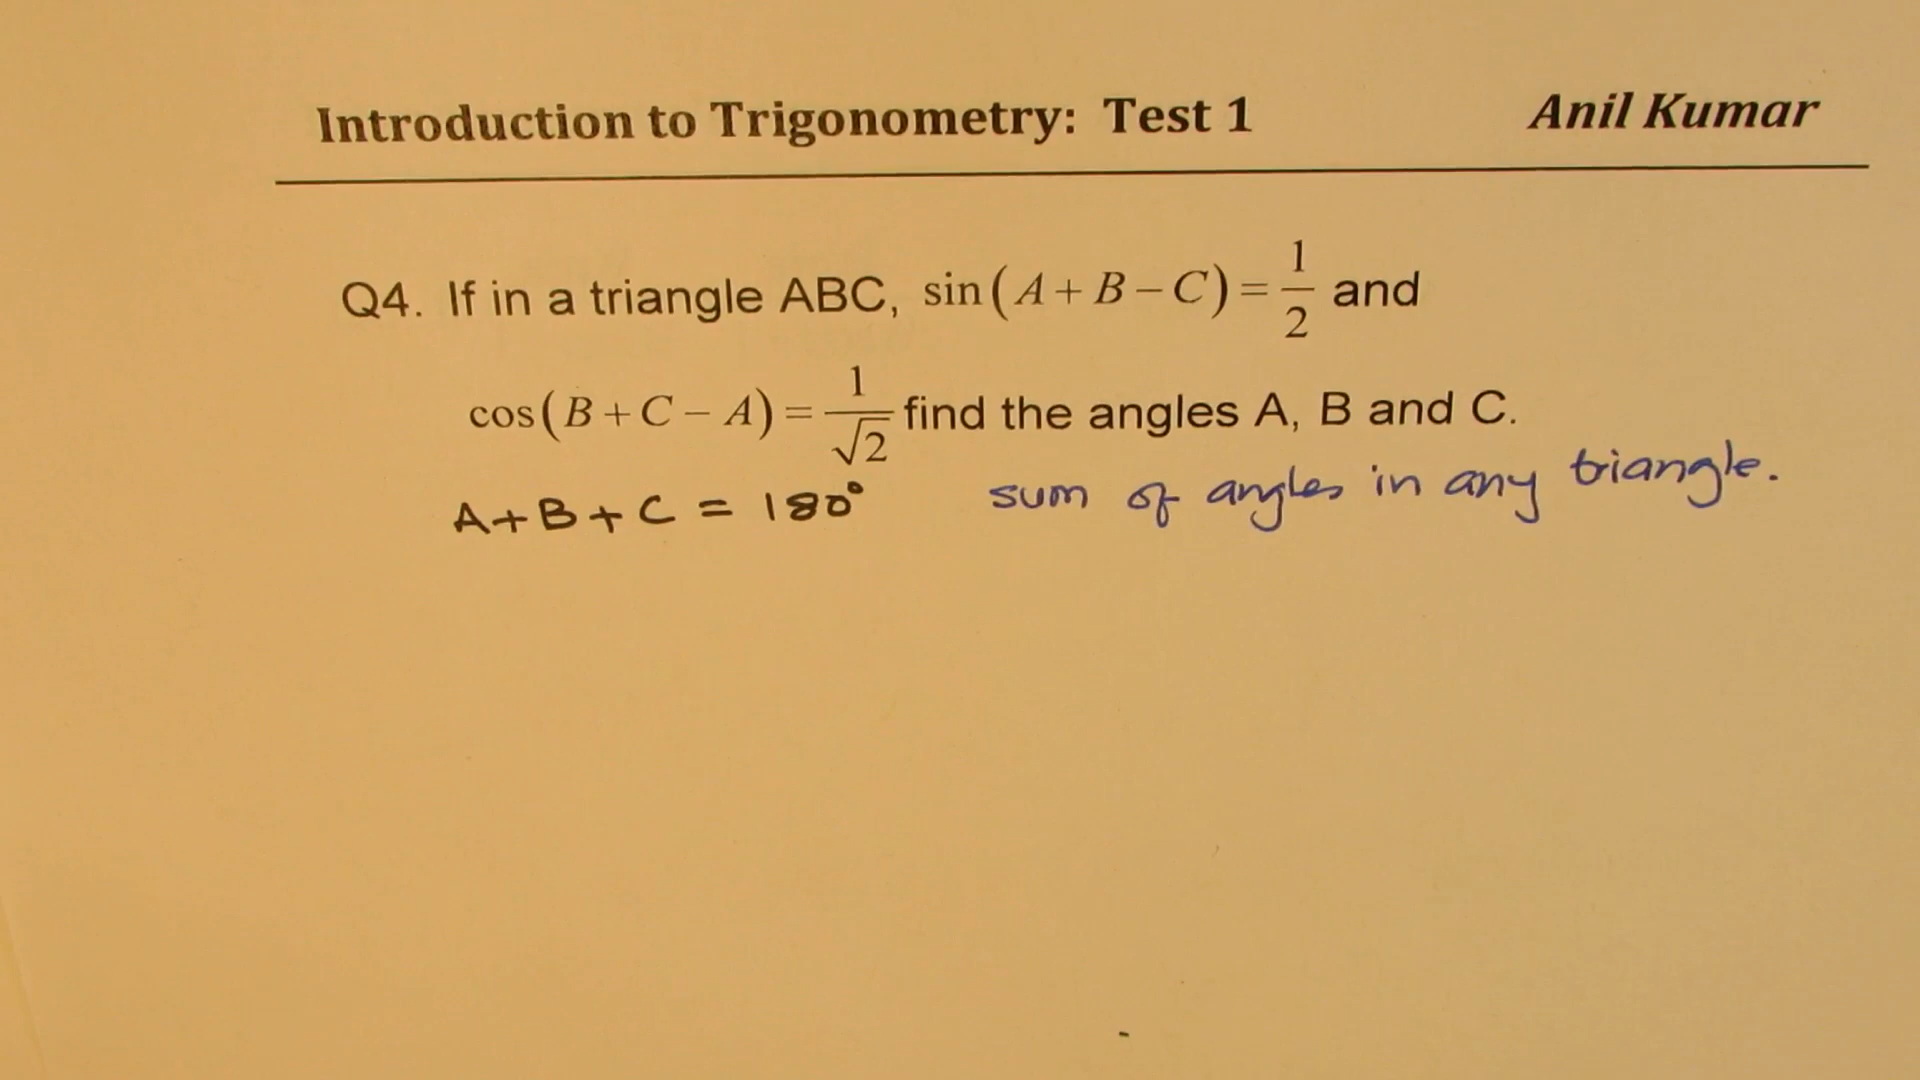 Introduction to Trigonometry: Test 1 Anil Kumar
Q4. If in a triangle ABC, sin(A + B − C) = 1/2 and
cos(B + C − A) = 1/√2 find the angles A, B and C.
A+B+C = 180° sum of angles in any triangle.